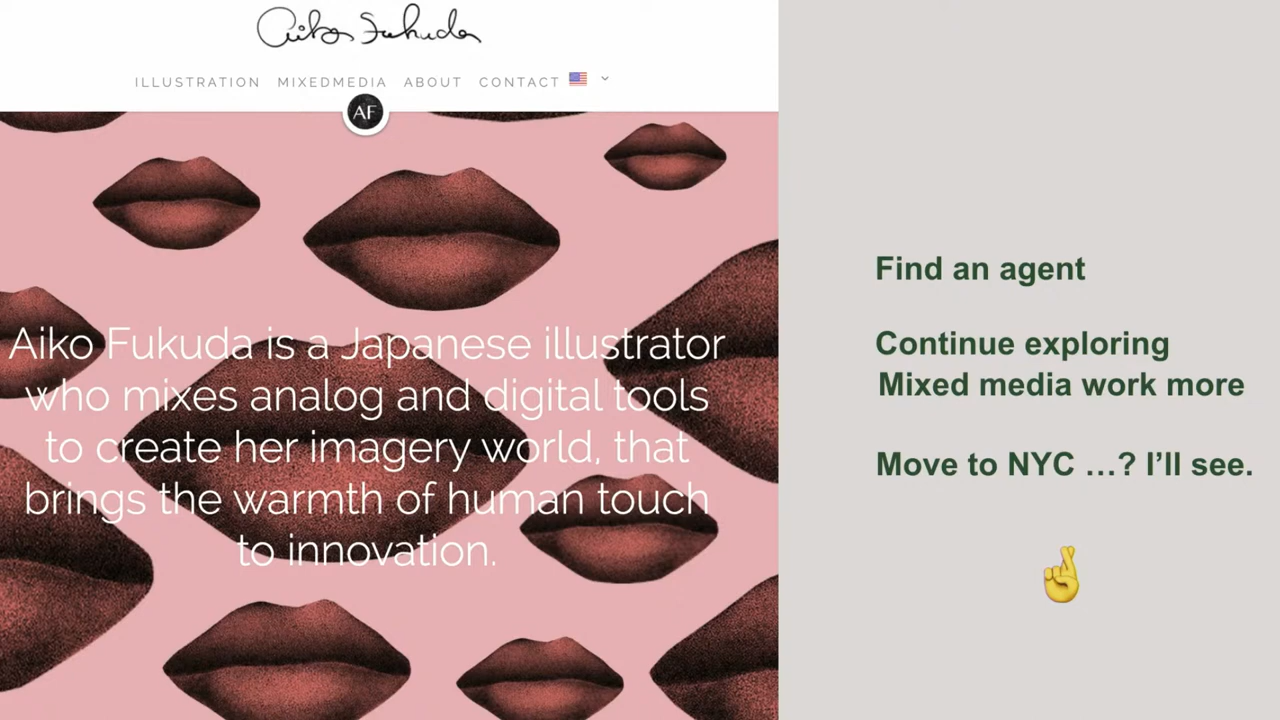 Aiko Fukuda
ILLUSTRATION MIXEDMEDIA ABOUT CONTACT
AF
Aiko Fukuda is a Japanese illustrator
who mixes analog and digital tools
to create her imagery world, that
brings the warmth of human touch
to innovation.
Find an agent
Continue exploring
Mixed media work more
Move to NYC ...? I’ll see.